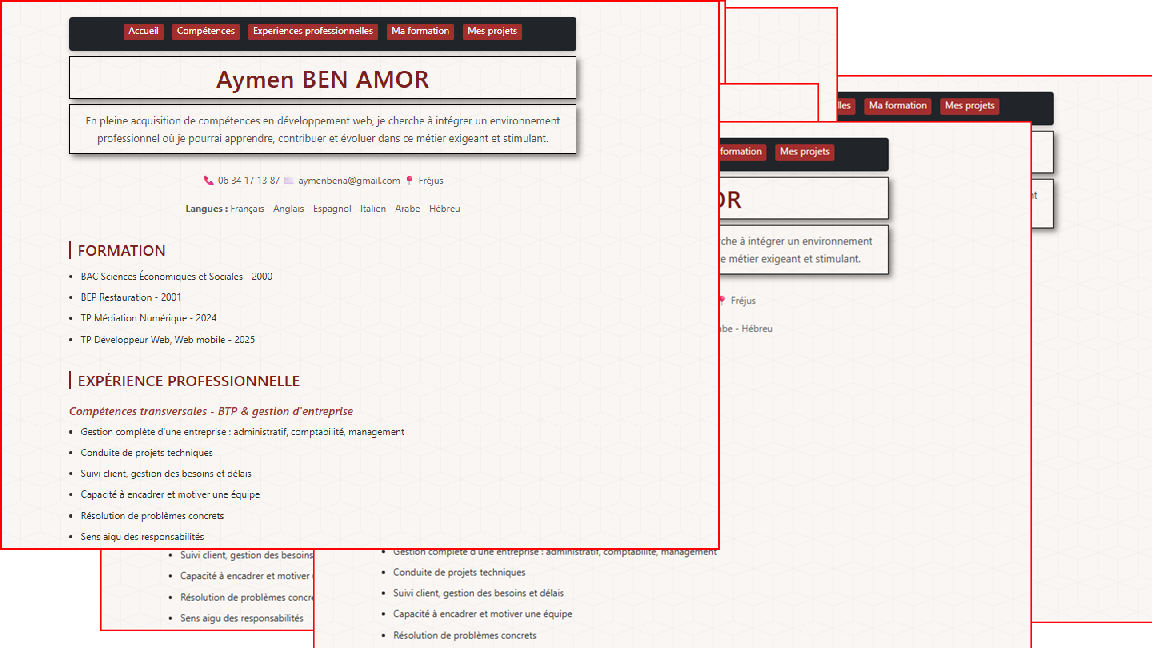 Accueil Compétences Experiences professionnelles Ma formation Mes projets
Aymen BEN AMOR
En pleine acquisition de compétences en développement web, je cherche à intégrer un environnement
professionnel où je pourrai apprendre, contribuer et évoluer dans ce métier exigeant et stimulant.
06 34 17 13 87 aymenbena@gmail.com Fréjus
Langues : Français - Anglais - Espagnol - Italien - Arabe - Hébreu
FORMATION
• BAC Sciences Économiques et Sociales - 2000
• BEP Restauration - 2001
• TP Médiation Numérique - 2024
• TP Développeur Web, Web mobile - 2025
EXPÉRIENCE PROFESSIONNELLE
Compétences transversales - BTP & gestion d'entreprise
• Gestion complète d'une entreprise : administratif, comptabilité, management
• Conduite de projets techniques
• Suivi client, gestion des besoins et délais
• Capacité à encadrer et motiver une équipe
• Résolution de problèmes concrets
• Sens aigu des responsabilités
• Suivi client, gestion des besoins
• Capacité à encadrer et motiver
• Résolution de problèmes concr
• Sens aigu des responsabilités
lles Ma formation Mes projets
nt
formation Mes projets
OR
rche à intégrer un environnement
e métier exigeant et stimulant.
Fréjus
abe - Hébreu
• Gestion complète d'une entreprise : administratif, comptabilité, management
• Conduite de projets techniques
• Suivi client, gestion des besoins et délais
• Capacité à encadrer et motiver une équipe
• Résolution de problèmes concrets